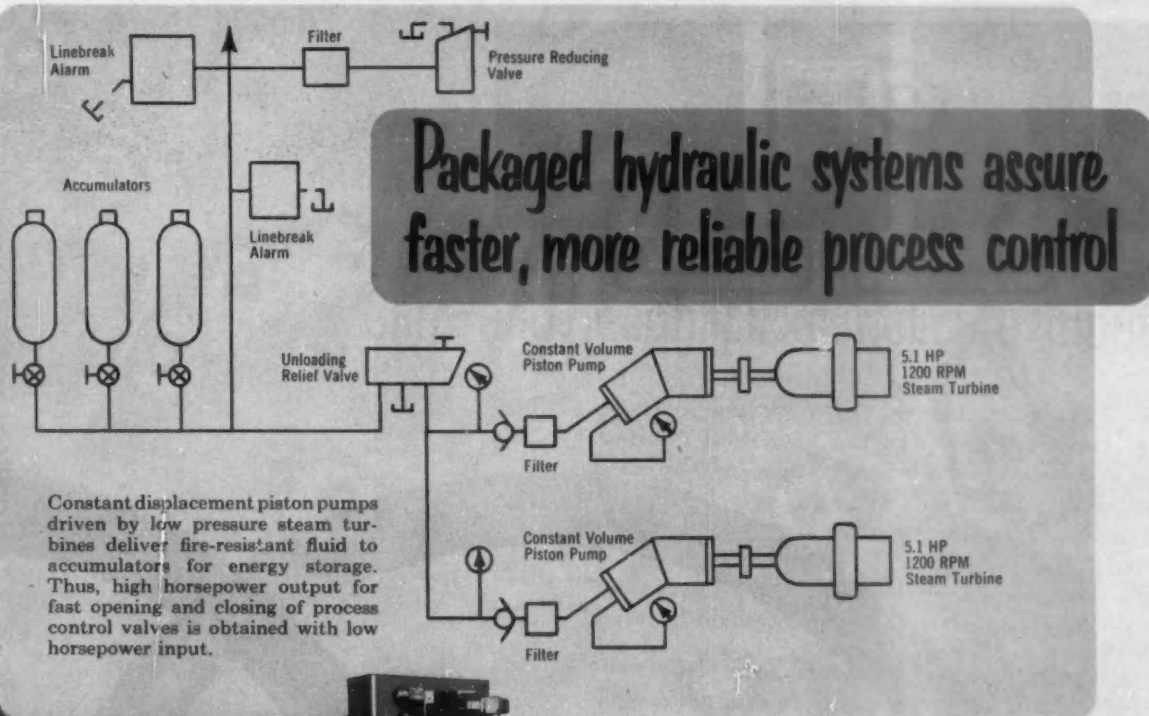 Linebreak
Alarm
Filter
Pressure Reducing
Valve
Packaged hydraulic systems assure
faster, more reliable process control
Accumulators
Linebreak
Alarm
Unloading
Relief Valve
Constant Volume
Piston Pump
5.1 HP
1200 RPM
Steam Turbine
Filter
Constant displacement piston pumps
driven by low pressure steam tur-
bines deliver fire-resistant fluid to
accumulators for energy storage.
Thus, high horsepower output for
fast opening and closing of process
control valves is obtained with low
horsepower input.
Constant Volume
Piston Pump
5.1 HP
1200 RPM
Steam Turbine
Filter